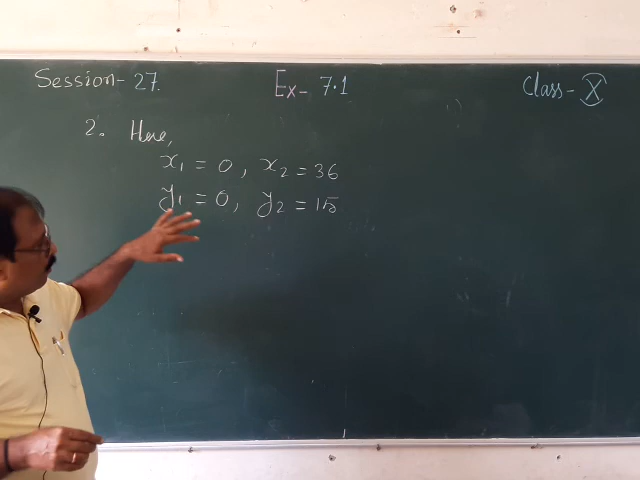 Session-27. Ex-7.1 Class-X
2. Here,
x₁ = 0, x₂ = 36
y₁ = 0, y₂ = 15